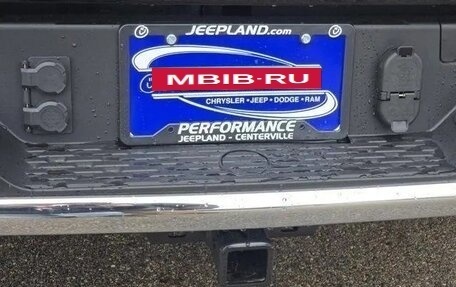 JEEPLAND.com
MBIB-RU
CHRYSLER • JEEP • DODGE • RAM
PERFORMANCE
JEEPLAND - CENTERVILLE